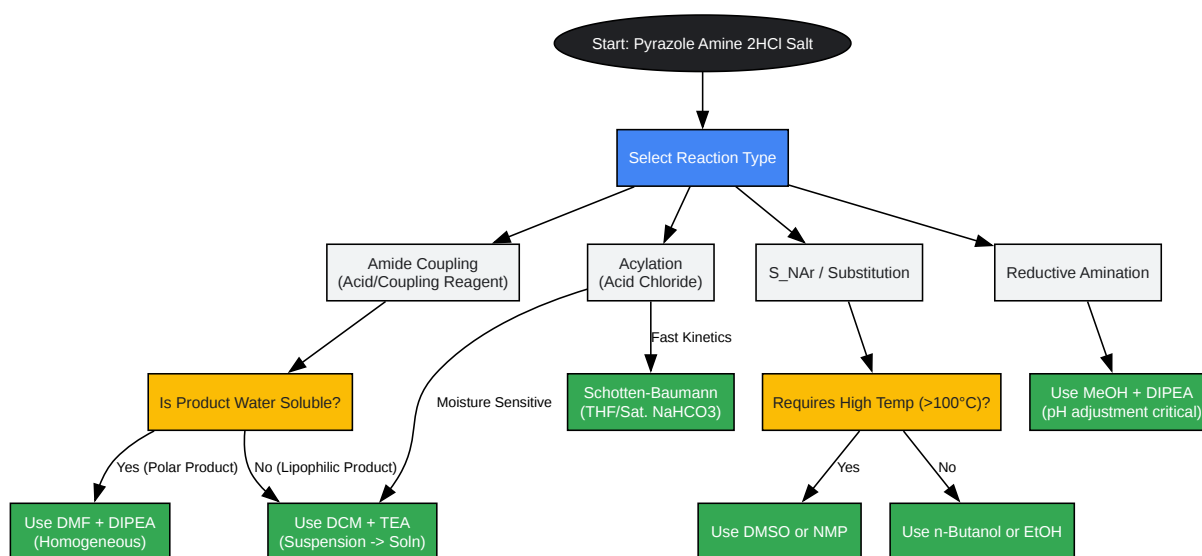 Start: Pyrazole Amine 2HCl Salt
Select Reaction Type
Amide Coupling
(Acid/Coupling Reagent)
Acylation
(Acid Chloride)
S_NAr / Substitution
Reductive Amination
Fast Kinetics
Is Product Water Soluble?
Moisture Sensitive
Schotten-Baumann
(THF/Sat. NaHCO3)
Requires High Temp (>100°C)?
Use MeOH + DIPEA
(pH adjustment critical)
Yes (Polar Product)
No (Lipophilic Product)
Yes
No
Use DMF + DIPEA
(Homogeneous)
Use DCM + TEA
(Suspension -> Soln)
Use DMSO or NMP
Use n-Butanol or EtOH